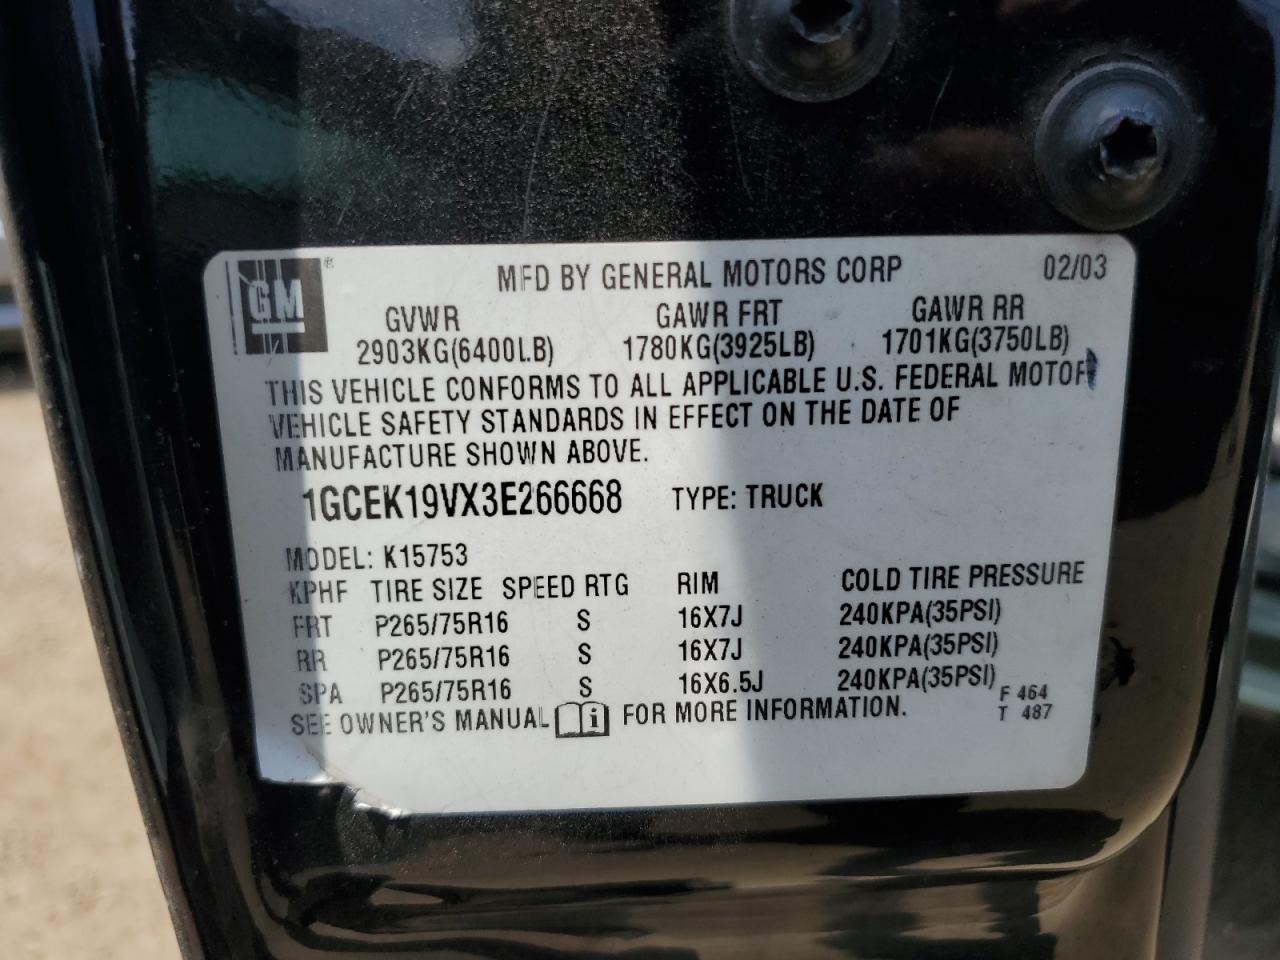 GM ®
MFD BY GENERAL MOTORS CORP 02/03
GVWR GAWR FRT GAWR RR
2903KG(6400LB) 1780KG(3925LB) 1701KG(3750LB)
THIS VEHICLE CONFORMS TO ALL APPLICABLE U.S. FEDERAL MOTOR
VEHICLE SAFETY STANDARDS IN EFFECT ON THE DATE OF
MANUFACTURE SHOWN ABOVE.
1GCEK19VX3E266668 TYPE: TRUCK
MODEL: K15753
KPHF TIRE SIZE SPEED RTG RIM COLD TIRE PRESSURE
FRT P265/75R16 S 16X7J 240KPA(35PSI)
RR P265/75R16 S 16X7J 240KPA(35PSI)
SPA P265/75R16 S 16X6.5J 240KPA(35PSI)
F 464
SEE OWNER'S MANUAL i FOR MORE INFORMATION.
T 487